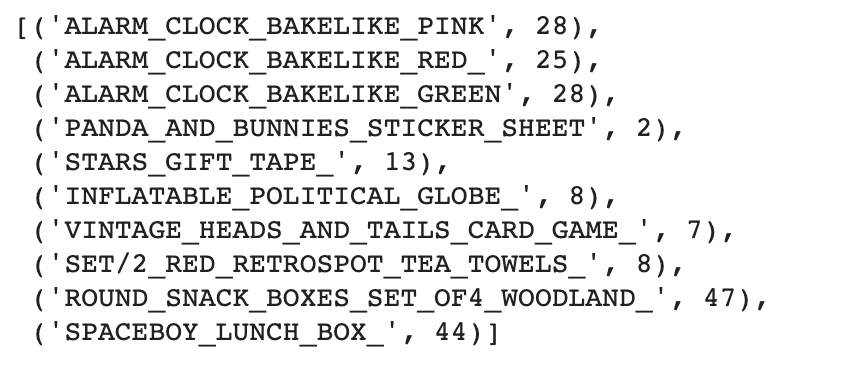 [('ALARM_CLOCK_BAKELIKE_PINK', 28),
('ALARM_CLOCK_BAKELIKE_RED_', 25),
('ALARM_CLOCK_BAKELIKE_GREEN', 28),
('PANDA_AND_BUNNIES_STICKER_SHEET', 2),
('STARS_GIFT_TAPE_', 13),
('INFLATABLE_POLITICAL_GLOBE_', 8),
('VINTAGE_HEADS_AND_TAILS_CARD_GAME_', 7),
('SET/2_RED_RETROSPOT_TEA_TOWELS_', 8),
('ROUND_SNACK_BOXES_SET_OF4_WOODLAND_', 47),
('SPACEBOY_LUNCH_BOX_', 44)]